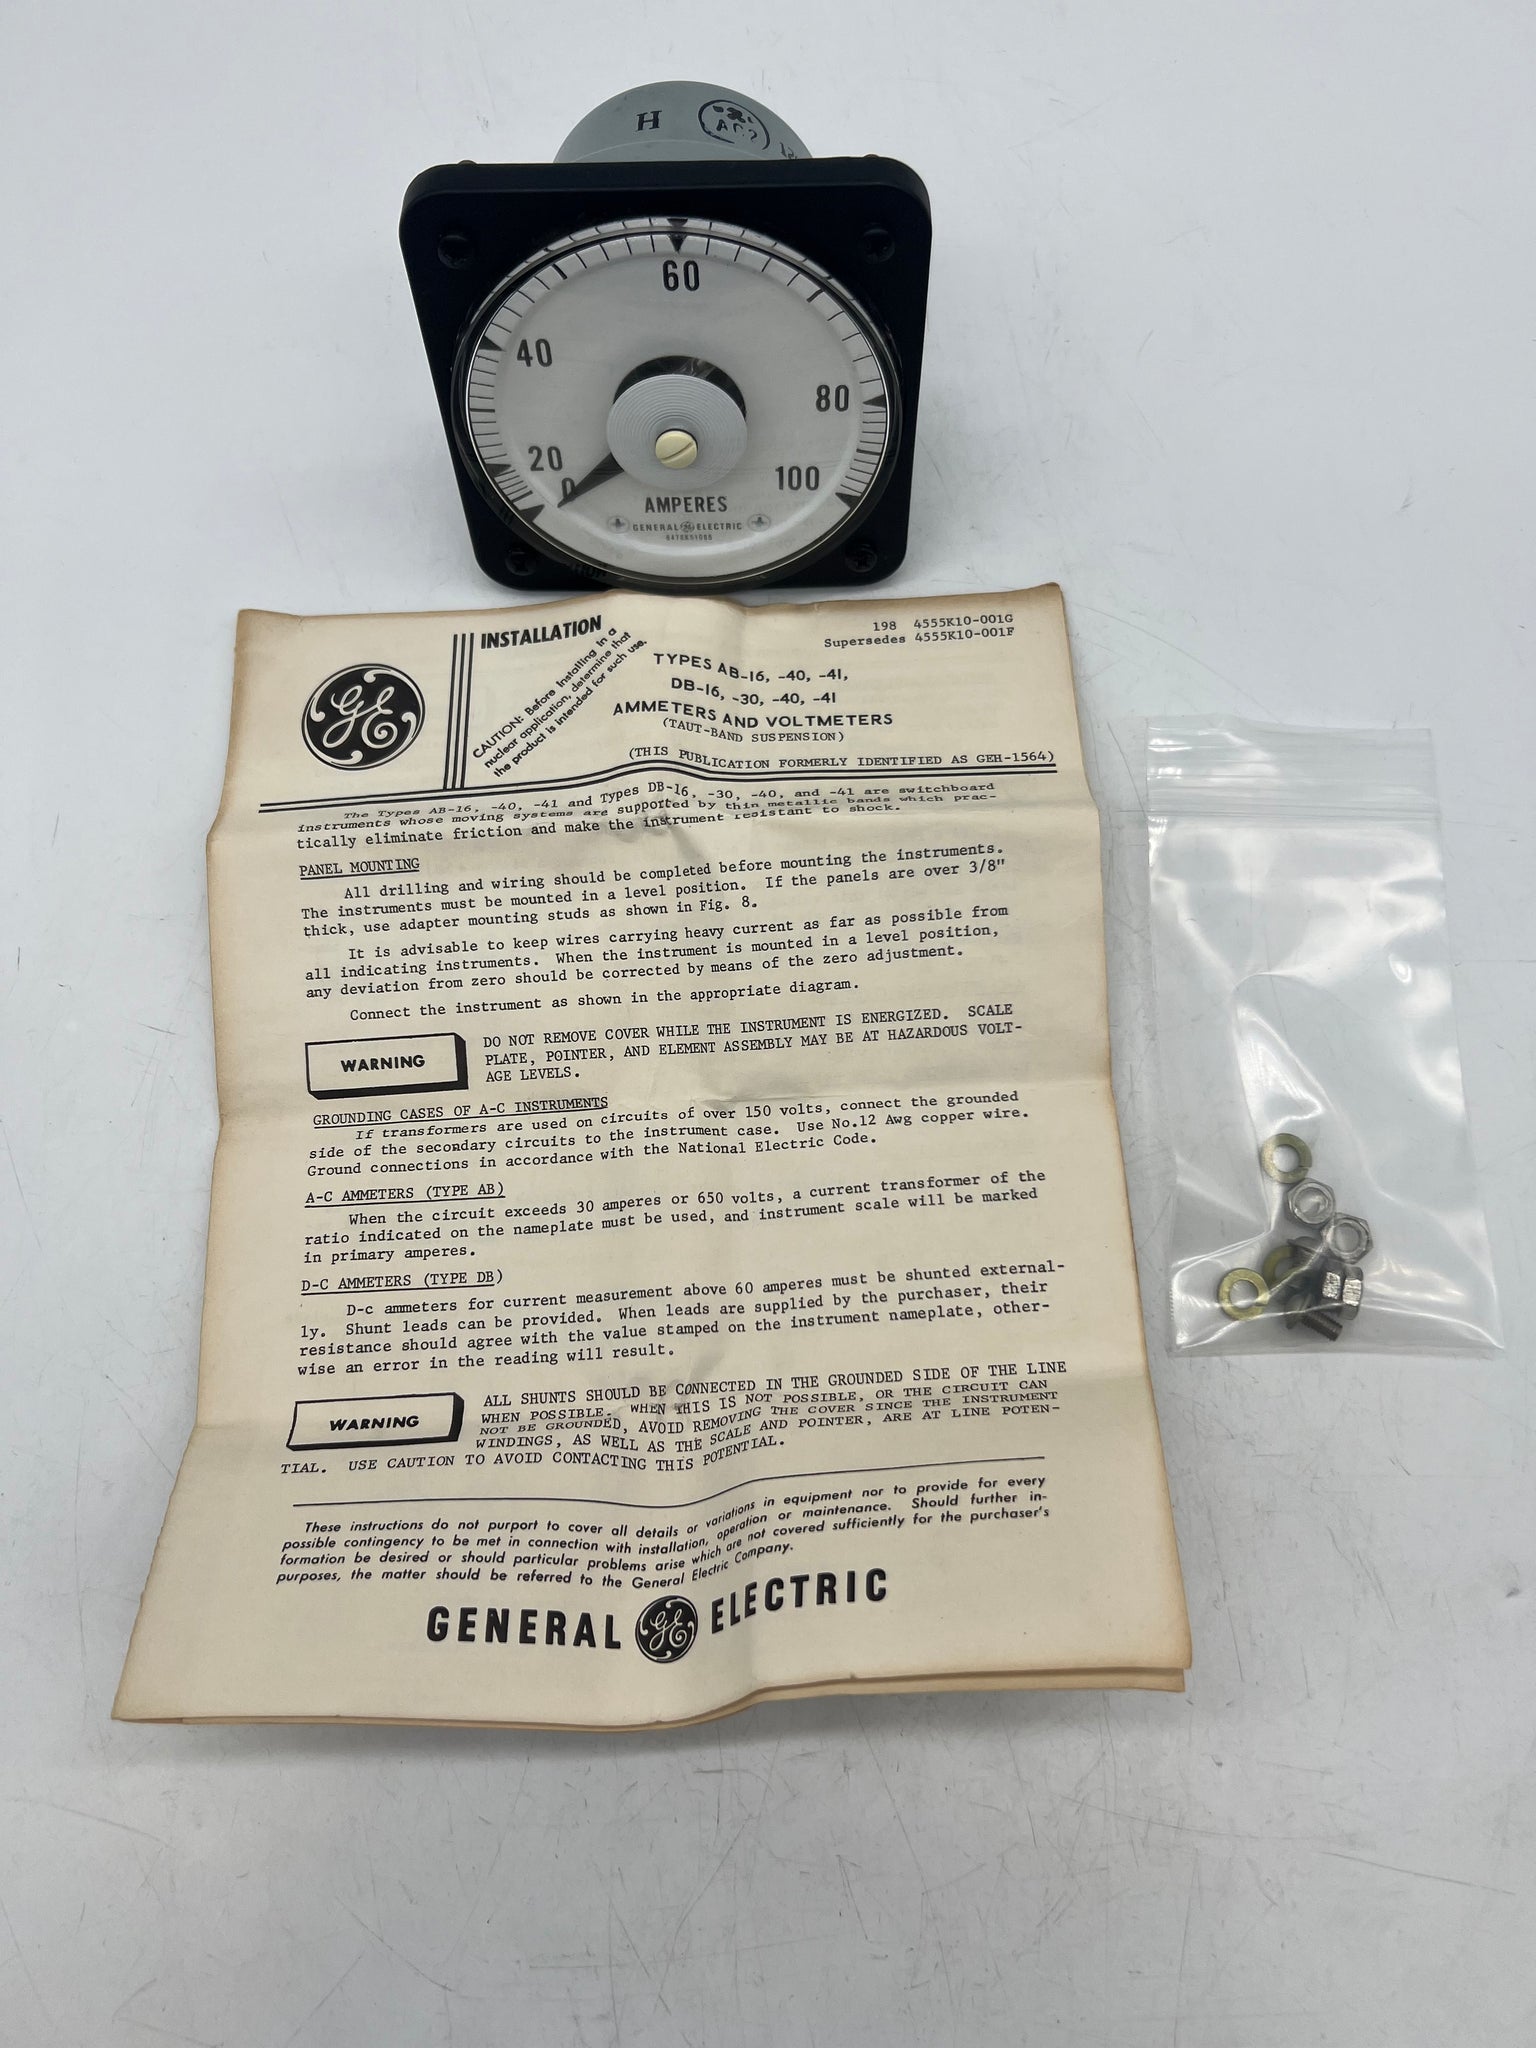 H
60
40
80
20
0
100
AMPERES
GENERAL GE ELECTRIC
GE
INSTALLATION
CAUTION: Before installing in a
nuclear application, determine that
the product is intended for such use.
198 4555K10-001G
Supersedes 4555K10-001F
TYPES AB-16, -40, -41,
DB-16, -30, -40, -41
AMMETERS AND VOLTMETERS
(TAUT-BAND SUSPENSION)
(THIS PUBLICATION FORMERLY IDENTIFIED AS GEH-1564)
The Types AB-16, -40, -41 and Types DB-16, -30, -40, and -41 are switchboard
instruments whose moving systems are supported by thin metallic bands which prac-
tically eliminate friction and make the instrument resistant to shock.
PANEL MOUNTING
All drilling and wiring should be completed before mounting the instruments.
The instruments must be mounted in a level position. If the panels are over 3/8"
thick, use adapter mounting studs as shown in Fig. 8.
It is advisable to keep wires carrying heavy current as far as possible from
all indicating instruments. When the instrument is mounted in a level position,
any deviation from zero should be corrected by means of the zero adjustment.
Connect the instrument as shown in the appropriate diagram.
WARNING
DO NOT REMOVE COVER WHILE THE INSTRUMENT IS ENERGIZED. SCALE
PLATE, POINTER, AND ELEMENT ASSEMBLY MAY BE AT HAZARDOUS VOLT-
AGE LEVELS.
GROUNDING CASES OF A-C INSTRUMENTS
If transformers are used on circuits of over 150 volts, connect the grounded
side of the secondary circuits to the instrument case. Use No.12 Awg copper wire.
Ground connections in accordance with the National Electric Code.
A-C AMMETERS (TYPE AB)
When the circuit exceeds 30 amperes or 650 volts, a current transformer of the
ratio indicated on the nameplate must be used, and instrument scale will be marked
in primary amperes.
D-C AMMETERS (TYPE DB)
D-c ammeters for current measurement above 60 amperes must be shunted external-
ly. Shunt leads can be provided. When leads are supplied by the purchaser, their
resistance should agree with the value stamped on the instrument nameplate, other-
wise an error in the reading will result.
WARNING
ALL SHUNTS SHOULD BE CONNECTED IN THE GROUNDED SIDE OF THE LINE
WHEN POSSIBLE. WHEN THIS IS NOT POSSIBLE, OR THE CIRCUIT CAN
NOT BE GROUNDED, AVOID REMOVING THE COVER SINCE THE INSTRUMENT
WINDINGS, AS WELL AS THE SCALE AND POINTER, ARE AT LINE POTEN-
TIAL. USE CAUTION TO AVOID CONTACTING THIS POTENTIAL.
These instructions do not purport to cover all details or variations in equipment nor to provide for every
possible contingency to be met in connection with installation, operation or maintenance. Should further in-
formation be desired or should particular problems arise which are not covered sufficiently for the purchaser's
purposes, the matter should be referred to the General Electric Company.
GENERAL GE ELECTRIC